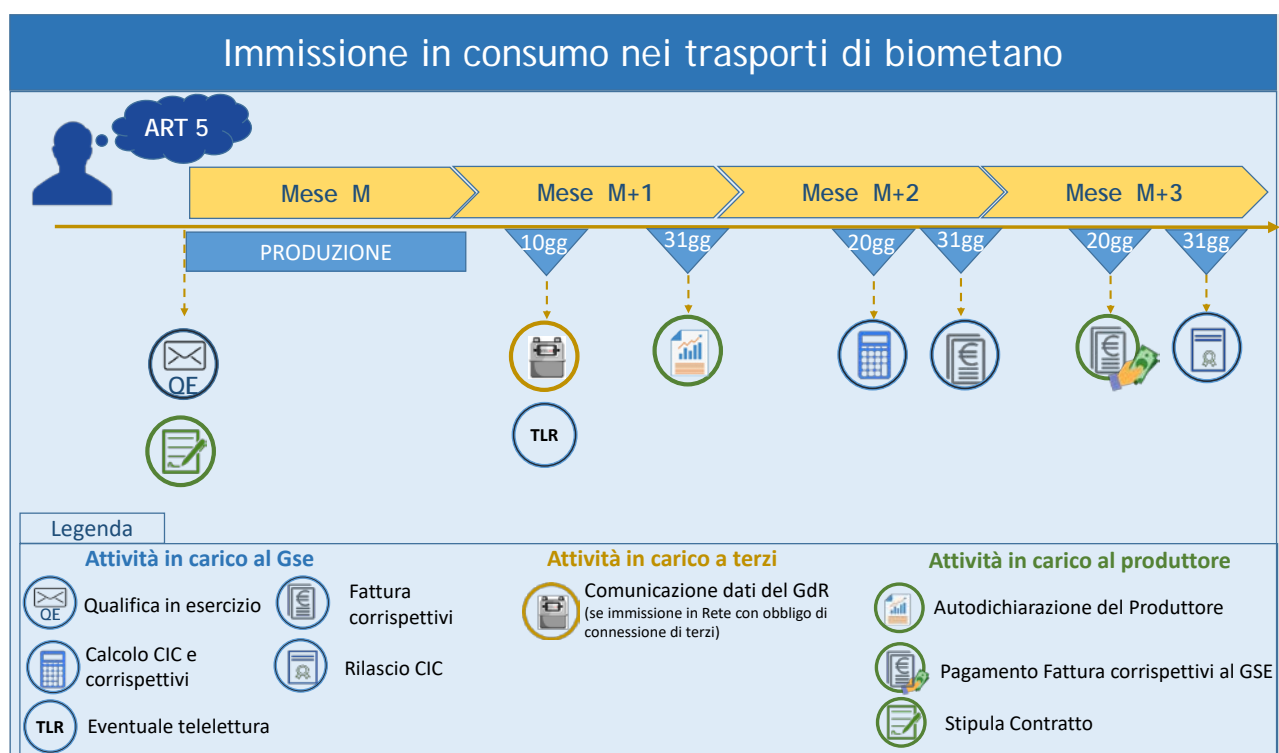 Immissione in consumo nei trasporti di biometano
ART 5
Mese M
Mese M+1
Mese M+2
Mese M+3
PRODUZIONE
10gg
31gg
20gg
31gg
20gg
31gg
QE
TLR
Legenda
Attività in carico al Gse
QE
Qualifica in esercizio
Fattura
corrispettivi
Calcolo CIC e
corrispettivi
Rilascio CIC
TLR
Eventuale telelettura
Attività in carico a terzi
Comunicazione dati del GdR
(se immissione in Rete con obbligo di
connessione di terzi)
Attività in carico al produttore
Autodichiarazione del Produttore
Pagamento Fattura corrispettivi al GSE
Stipula Contratto